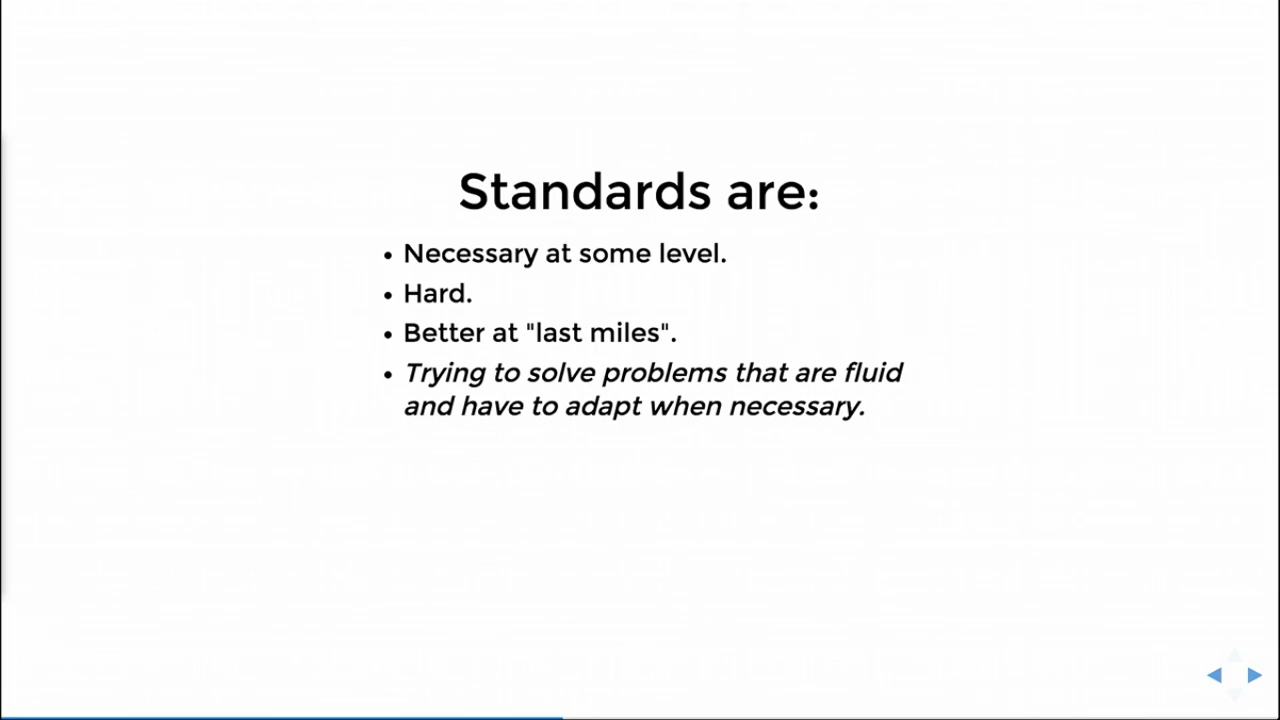 Standards are:
• Necessary at some level.
• Hard.
• Better at "last miles".
• Trying to solve problems that are fluid
and have to adapt when necessary.